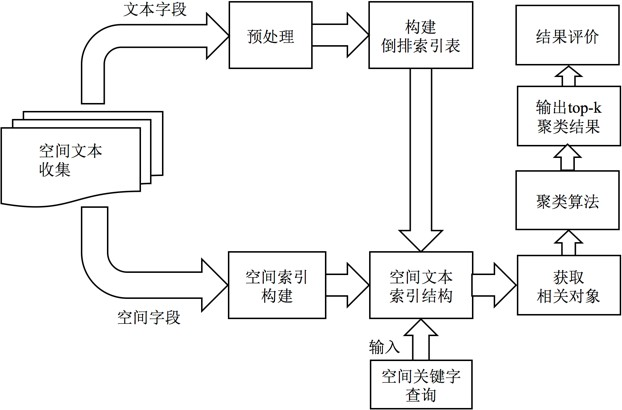 文本字段
预处理
构建
倒排索引表
结果评价
输出top-k
聚类结果
空间文本
收集
聚类算法
空间索引
构建
空间文本
索引结构
获取
相关对象
空间字段
输入
空间关键字
查询